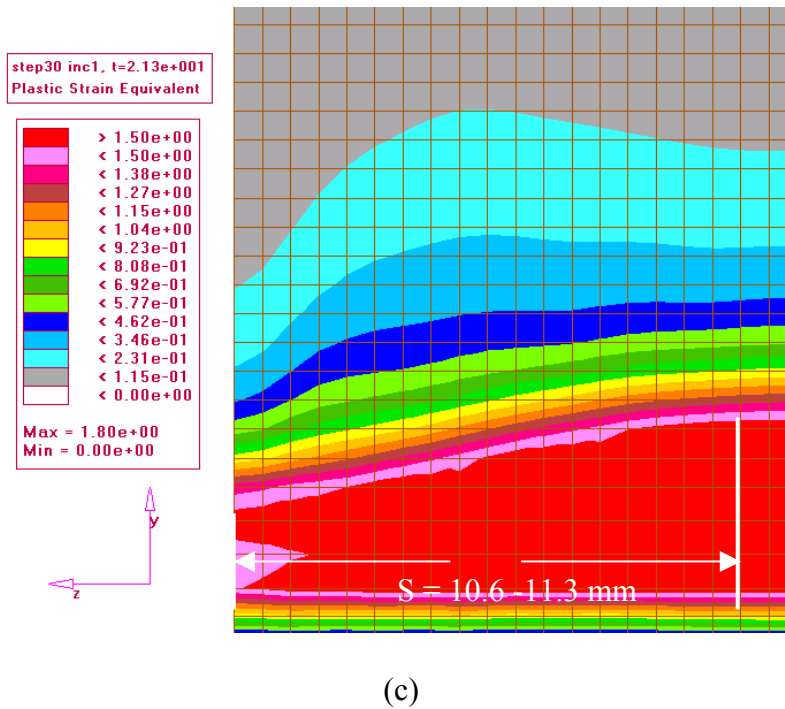 step30 inc1, t=2.13e+001
Plastic Strain Equivalent
> 1.50e+00
< 1.50e+00
< 1.38e+00
< 1.27e+00
< 1.15e+00
< 1.04e+00
< 9.23e-01
< 8.08e-01
< 6.92e-01
< 5.77e-01
< 4.62e-01
< 3.46e-01
< 2.31e-01
< 1.15e-01
< 0.00e+00
Max = 1.80e+00
Min = 0.00e+00
y
z
S = 10.6 -11.3 mm
(c)